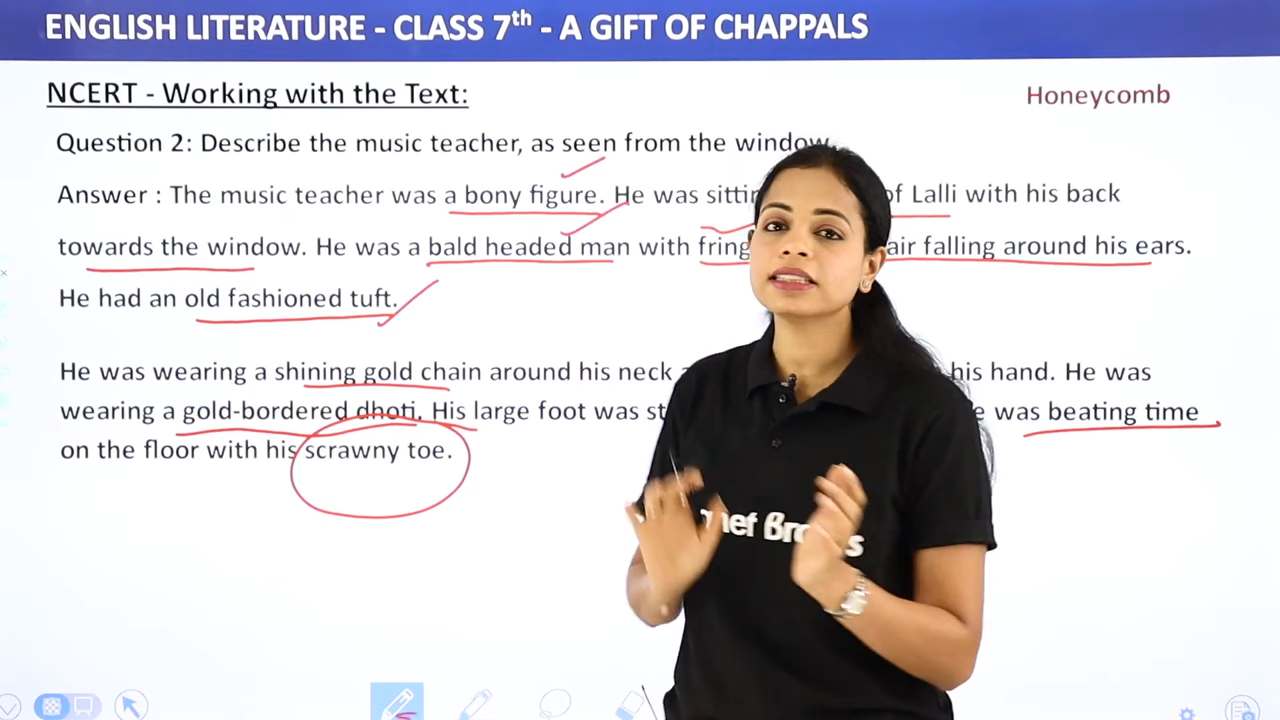 ENGLISH LITERATURE - CLASS 7th - A GIFT OF CHAPPALS
NCERT - Working with the Text:
Honeycomb
Question 2: Describe the music teacher, as seen from the window.
Answer : The music teacher was a bony figure. He was of Lalli with his back
towards the window. He was a bald headed man with falling around his ears.
He had an old fashioned tuft.
He was wearing a shining gold chain around his neck his hand. He was
wearing a gold-bordered dhoti. His large foot was was beating time
on the floor with his scrawny toe.